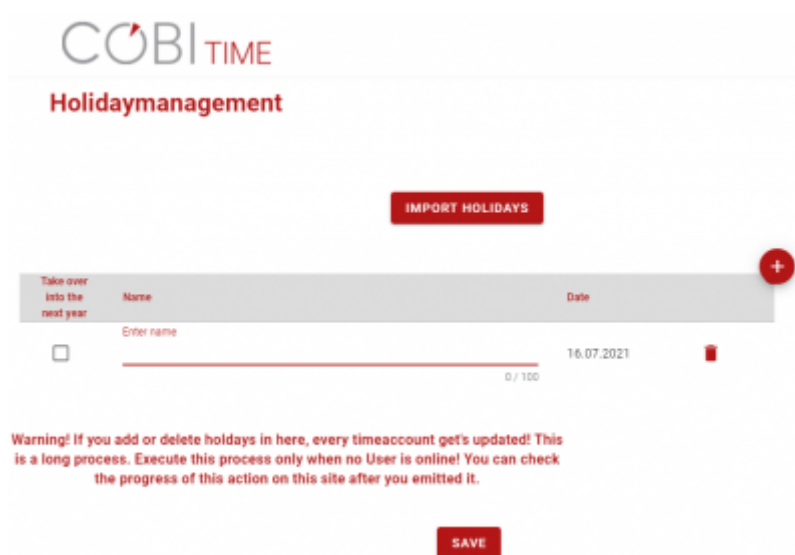 COBI TIME
Holidaymanagement
IMPORT HOLIDAYS
+
Take over
into the
next year
Name
Date
Enter name
16.07.2021
0 / 100
Warning! If you add or delete holdays in here, every timeaccount get's updated! This
is a long process. Execute this process only when no User is online! You can check
the progress of this action on this site after you emitted it.
SAVE